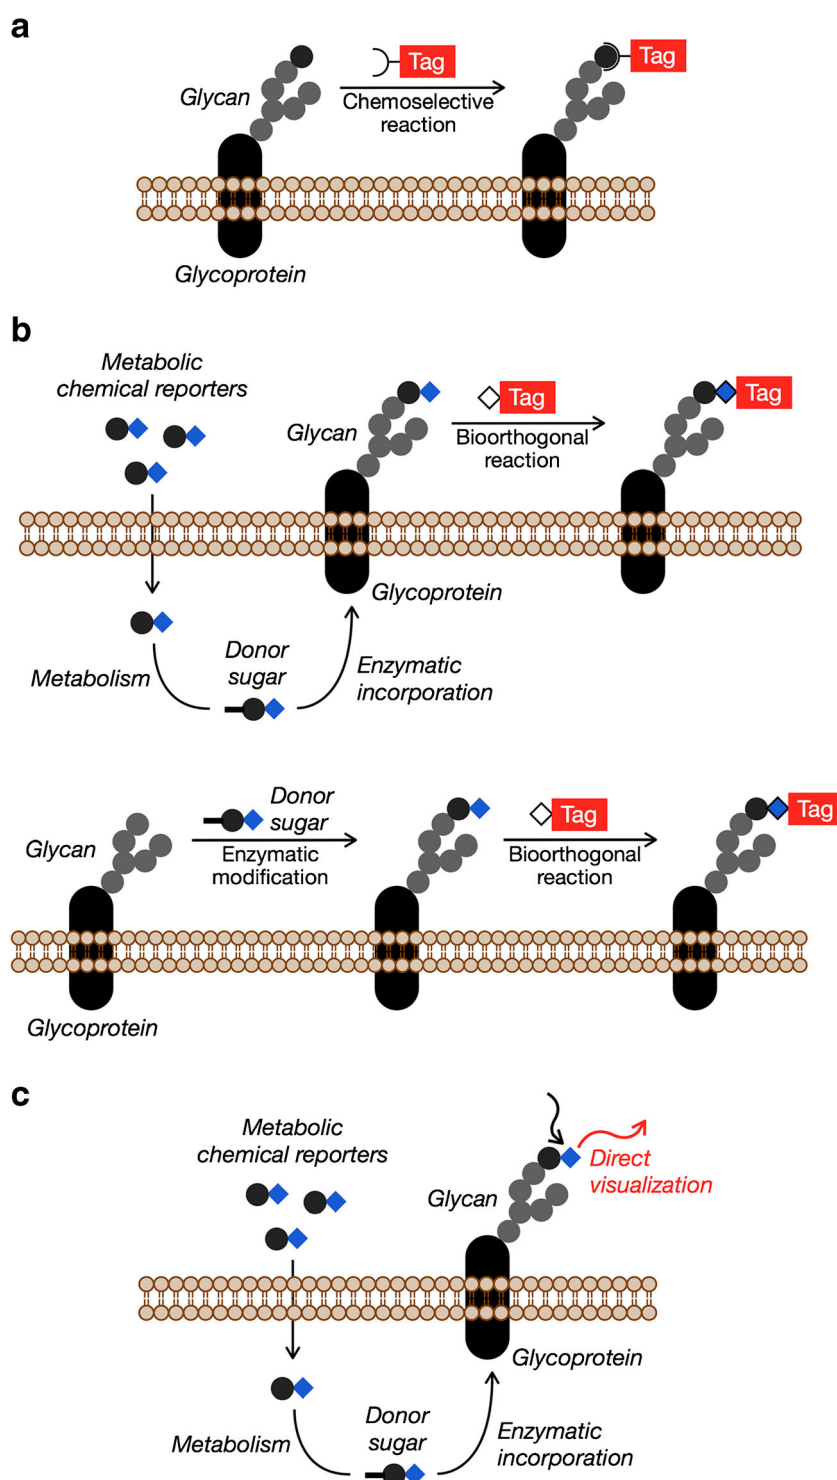 a
Glycan
Tag
Chemoselective
reaction
Tag
Glycoprotein
b
Metabolic
chemical reporters
Glycan
Tag
Bioorthogonal
reaction
Tag
Glycoprotein
Metabolism
Donor
sugar
Enzymatic
incorporation
Glycan
Donor
sugar
Enzymatic
modification
Tag
Bioorthogonal
reaction
Tag
Glycoprotein
c
Metabolic
chemical reporters
Glycan
Direct
visualization
Glycoprotein
Metabolism
Donor
sugar
Enzymatic
incorporation